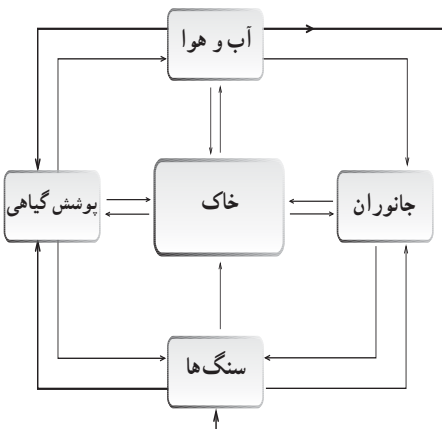 آب و هوا
پوشش گیاهی
خاک
جانوران
سنگ‌ها